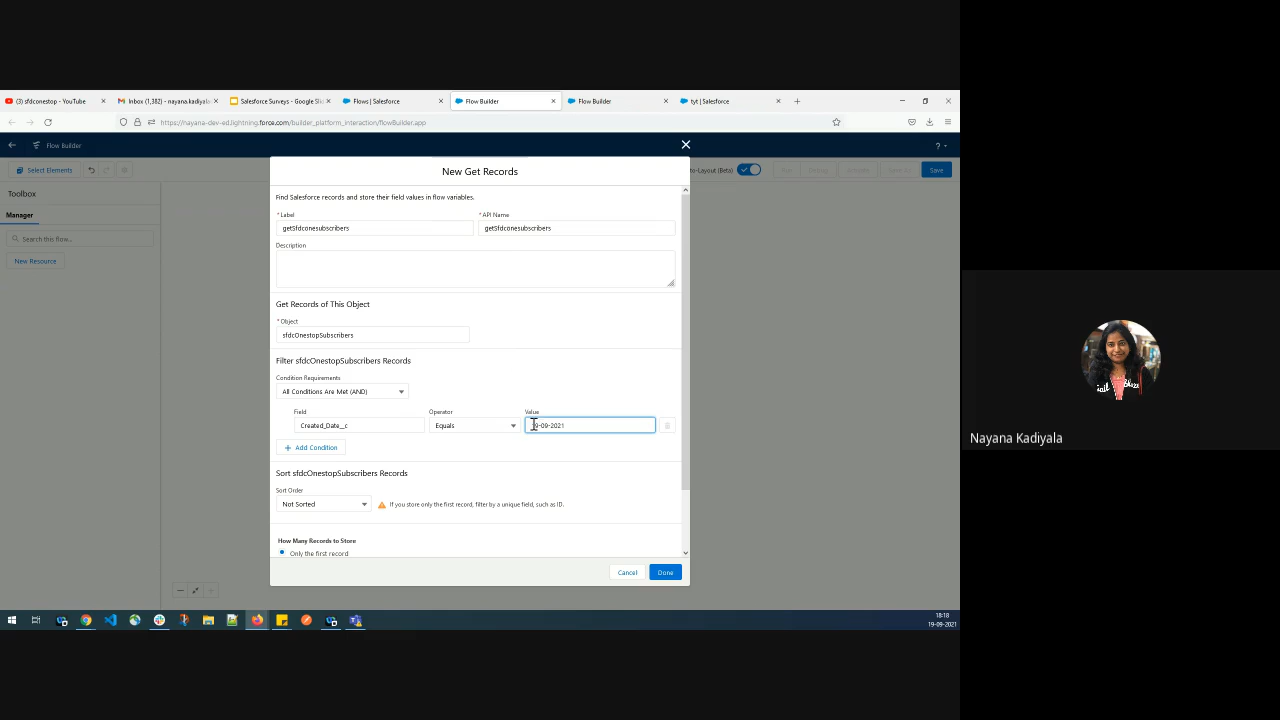 (3) sfdconestop - YouTube
Inbox (1,382) - nayana.kadiyala
Salesforce Surveys - Google Sli
Flows | Salesforce
Flow Builder
Flow Builder
tyt | Salesforce
https://nayana-dev-ed.lightning.force.com/builder_platform_interaction/flowBuilder.app
Flow Builder
?
Select Elements
to-Layout (Beta)
Save
Toolbox
Manager
Search this flow...
New Resource
New Get Records
Find Salesforce records and store their field values in flow variables.
*Label
*API Name
getSfdconesubscribers
getSfdconesubscribers
Description
Get Records of This Object
*Object
sfdcOnestopSubscribers
Filter sfdcOnestopSubscribers Records
Condition Requirements
All Conditions Are Met (AND)
Field
Operator
Value
Created_Date__c
Equals
19-09-2021
+ Add Condition
Sort sfdcOnestopSubscribers Records
Sort Order
Not Sorted
If you store only the first record, filter by a unique field, such as ID.
How Many Records to Store
Only the first record
Cancel
Done
18:18
19-09-2021
Nayana Kadiyala